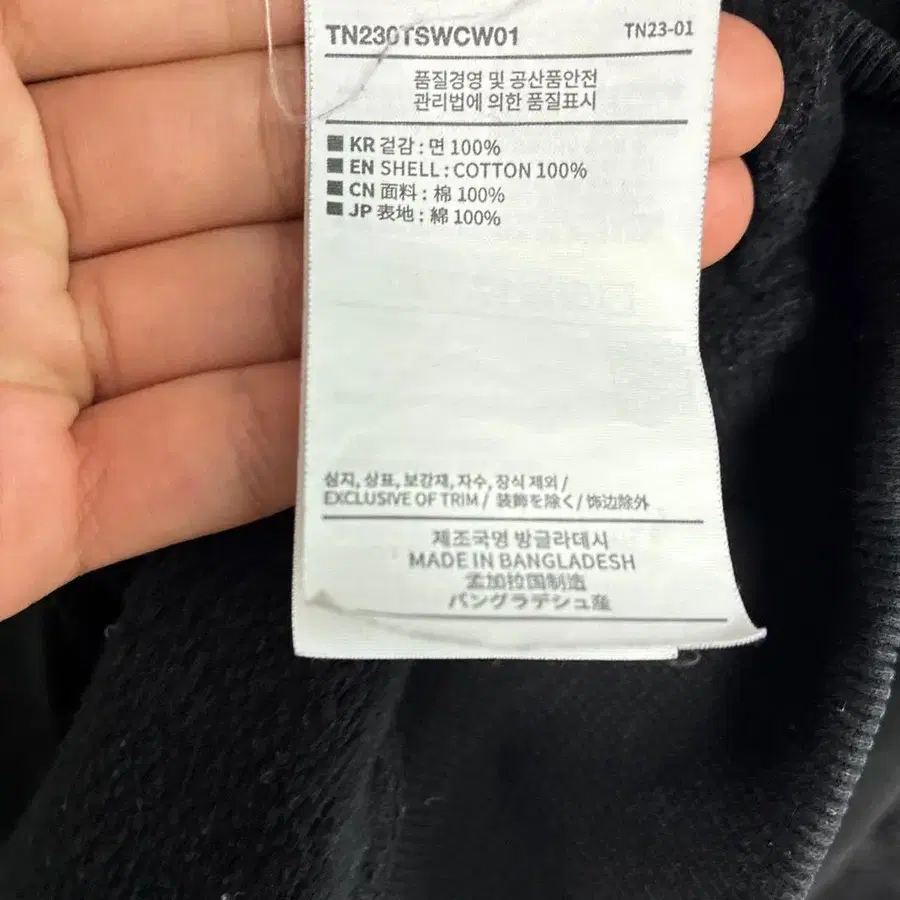 TN230TSWCW01
TN23-01
품질경영 및 공산품안전
관리법에 의한 품질표시
KR 겉감 : 면 100%
EN SHELL : COTTON 100%
CN 面料 : 棉 100%
JP 表地 : 綿 100%
심지, 상표, 보강재, 자수, 장식 제외 /
EXCLUSIVE OF TRIM / 装飾を除く / 饰边除外
제조국명 방글라데시
MADE IN BANGLADESH
孟加拉国制造
バングラデシュ産